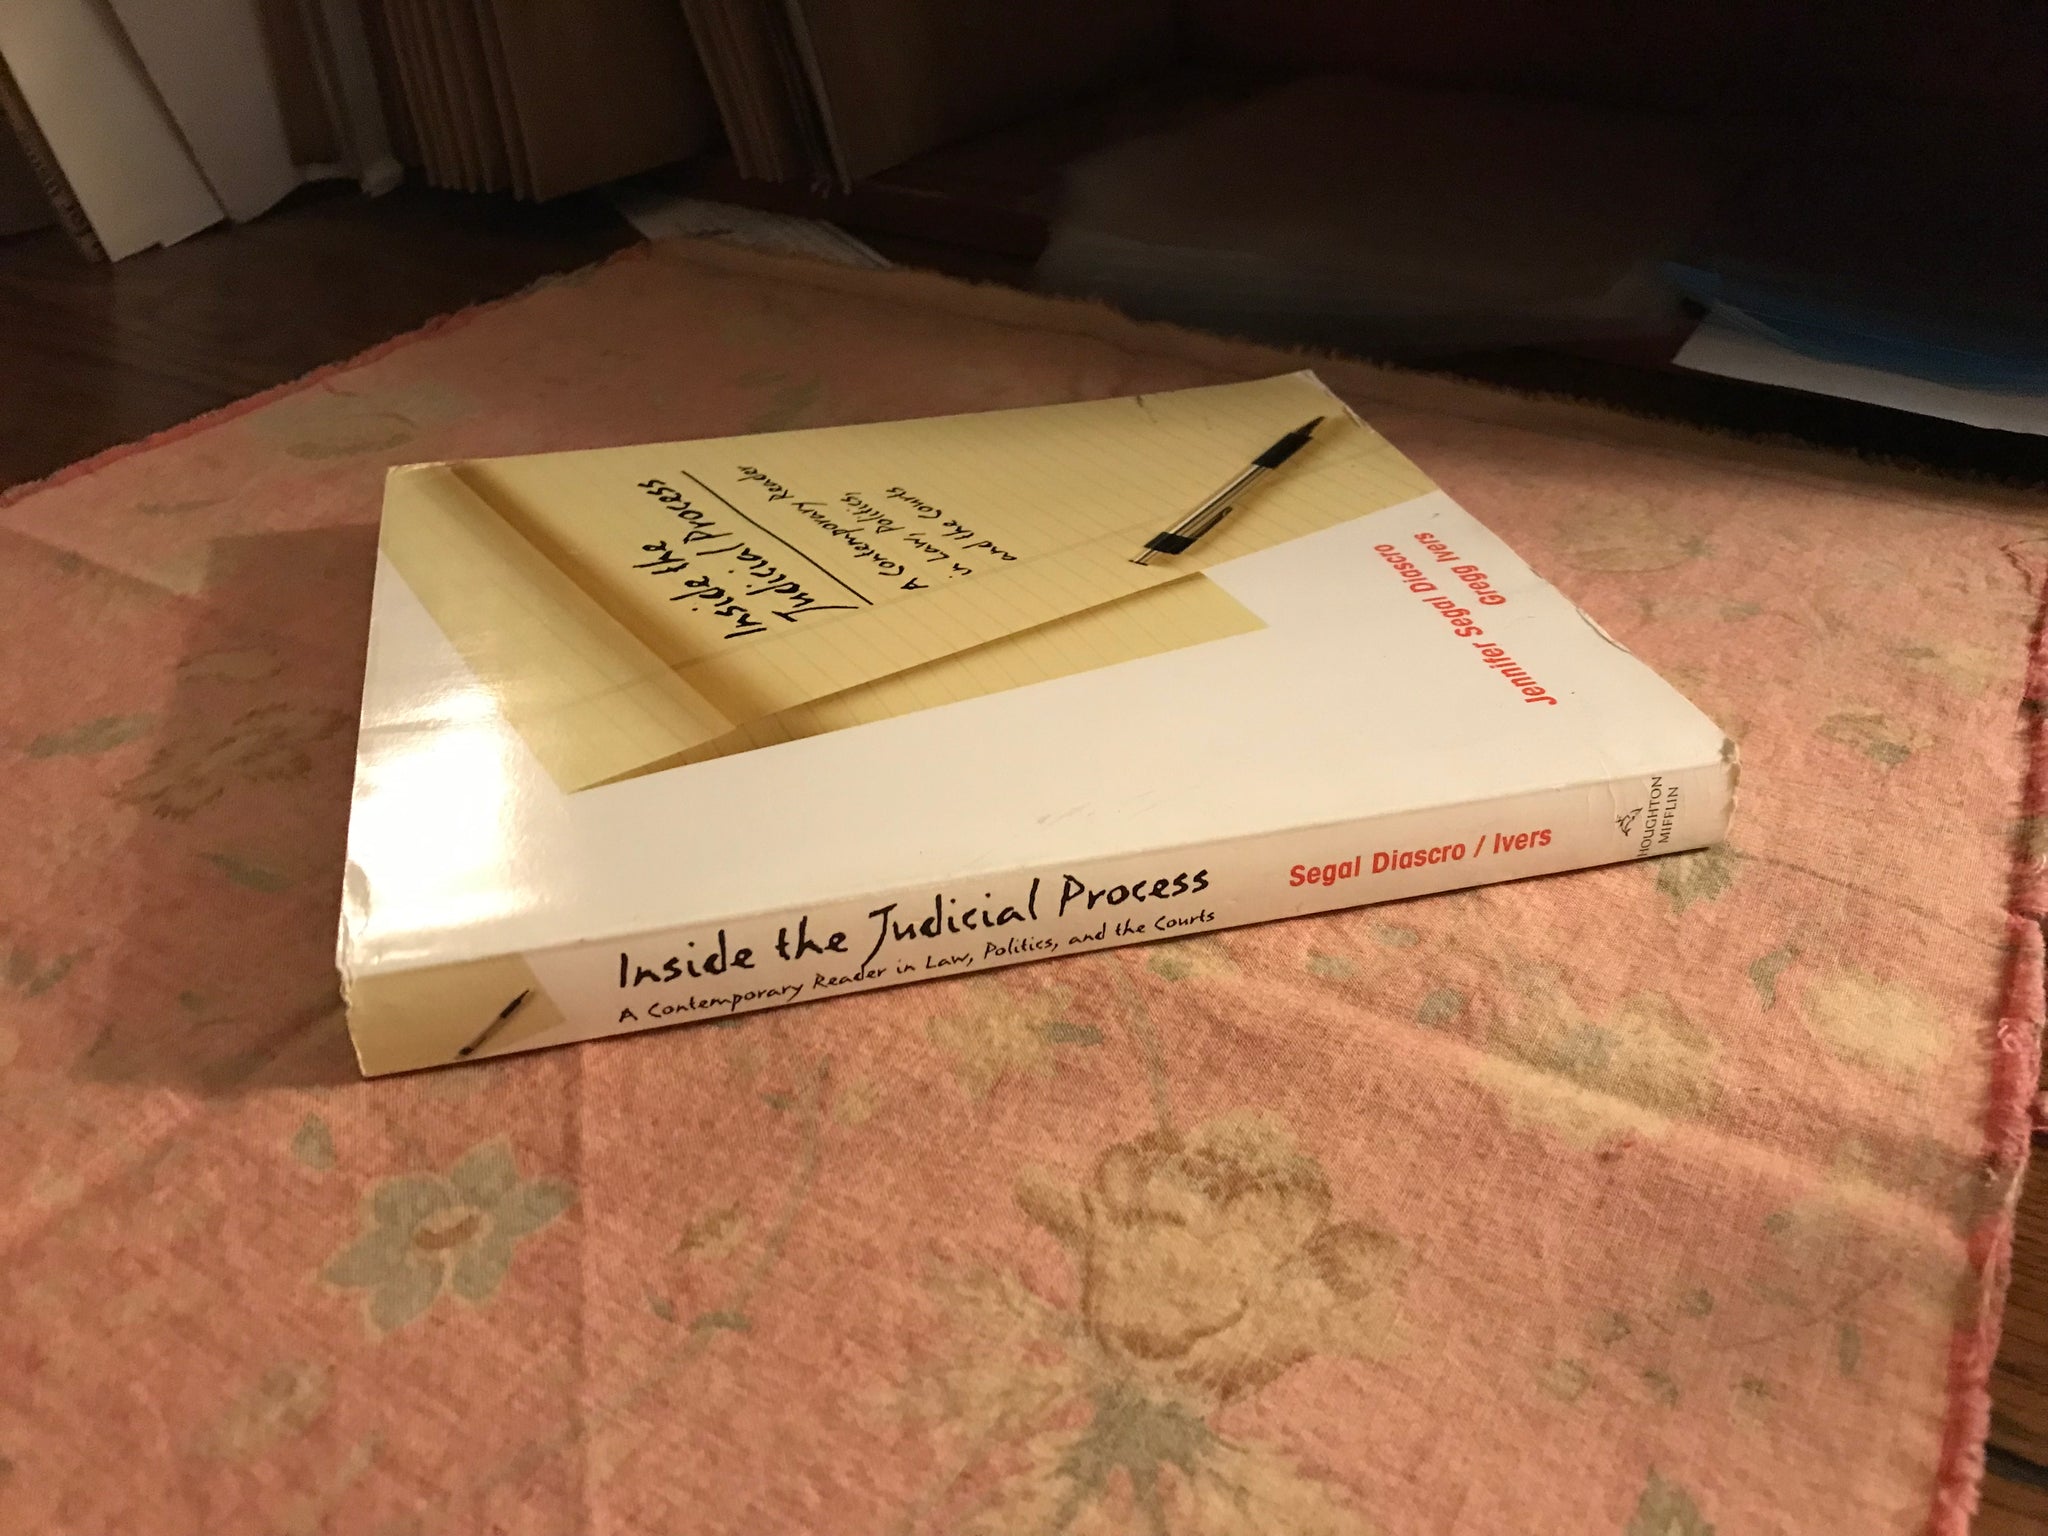 Inside the
Judicial Process
A Contemporary Reader
in Law, Politics,
and the Courts
Jennifer Segal Diascro
Gregg Ivers
Inside the Judicial Process
A Contemporary Reader in Law, Politics, and the Courts
Segal Diascro / Ivers
HOUGHTON
MIFFLIN